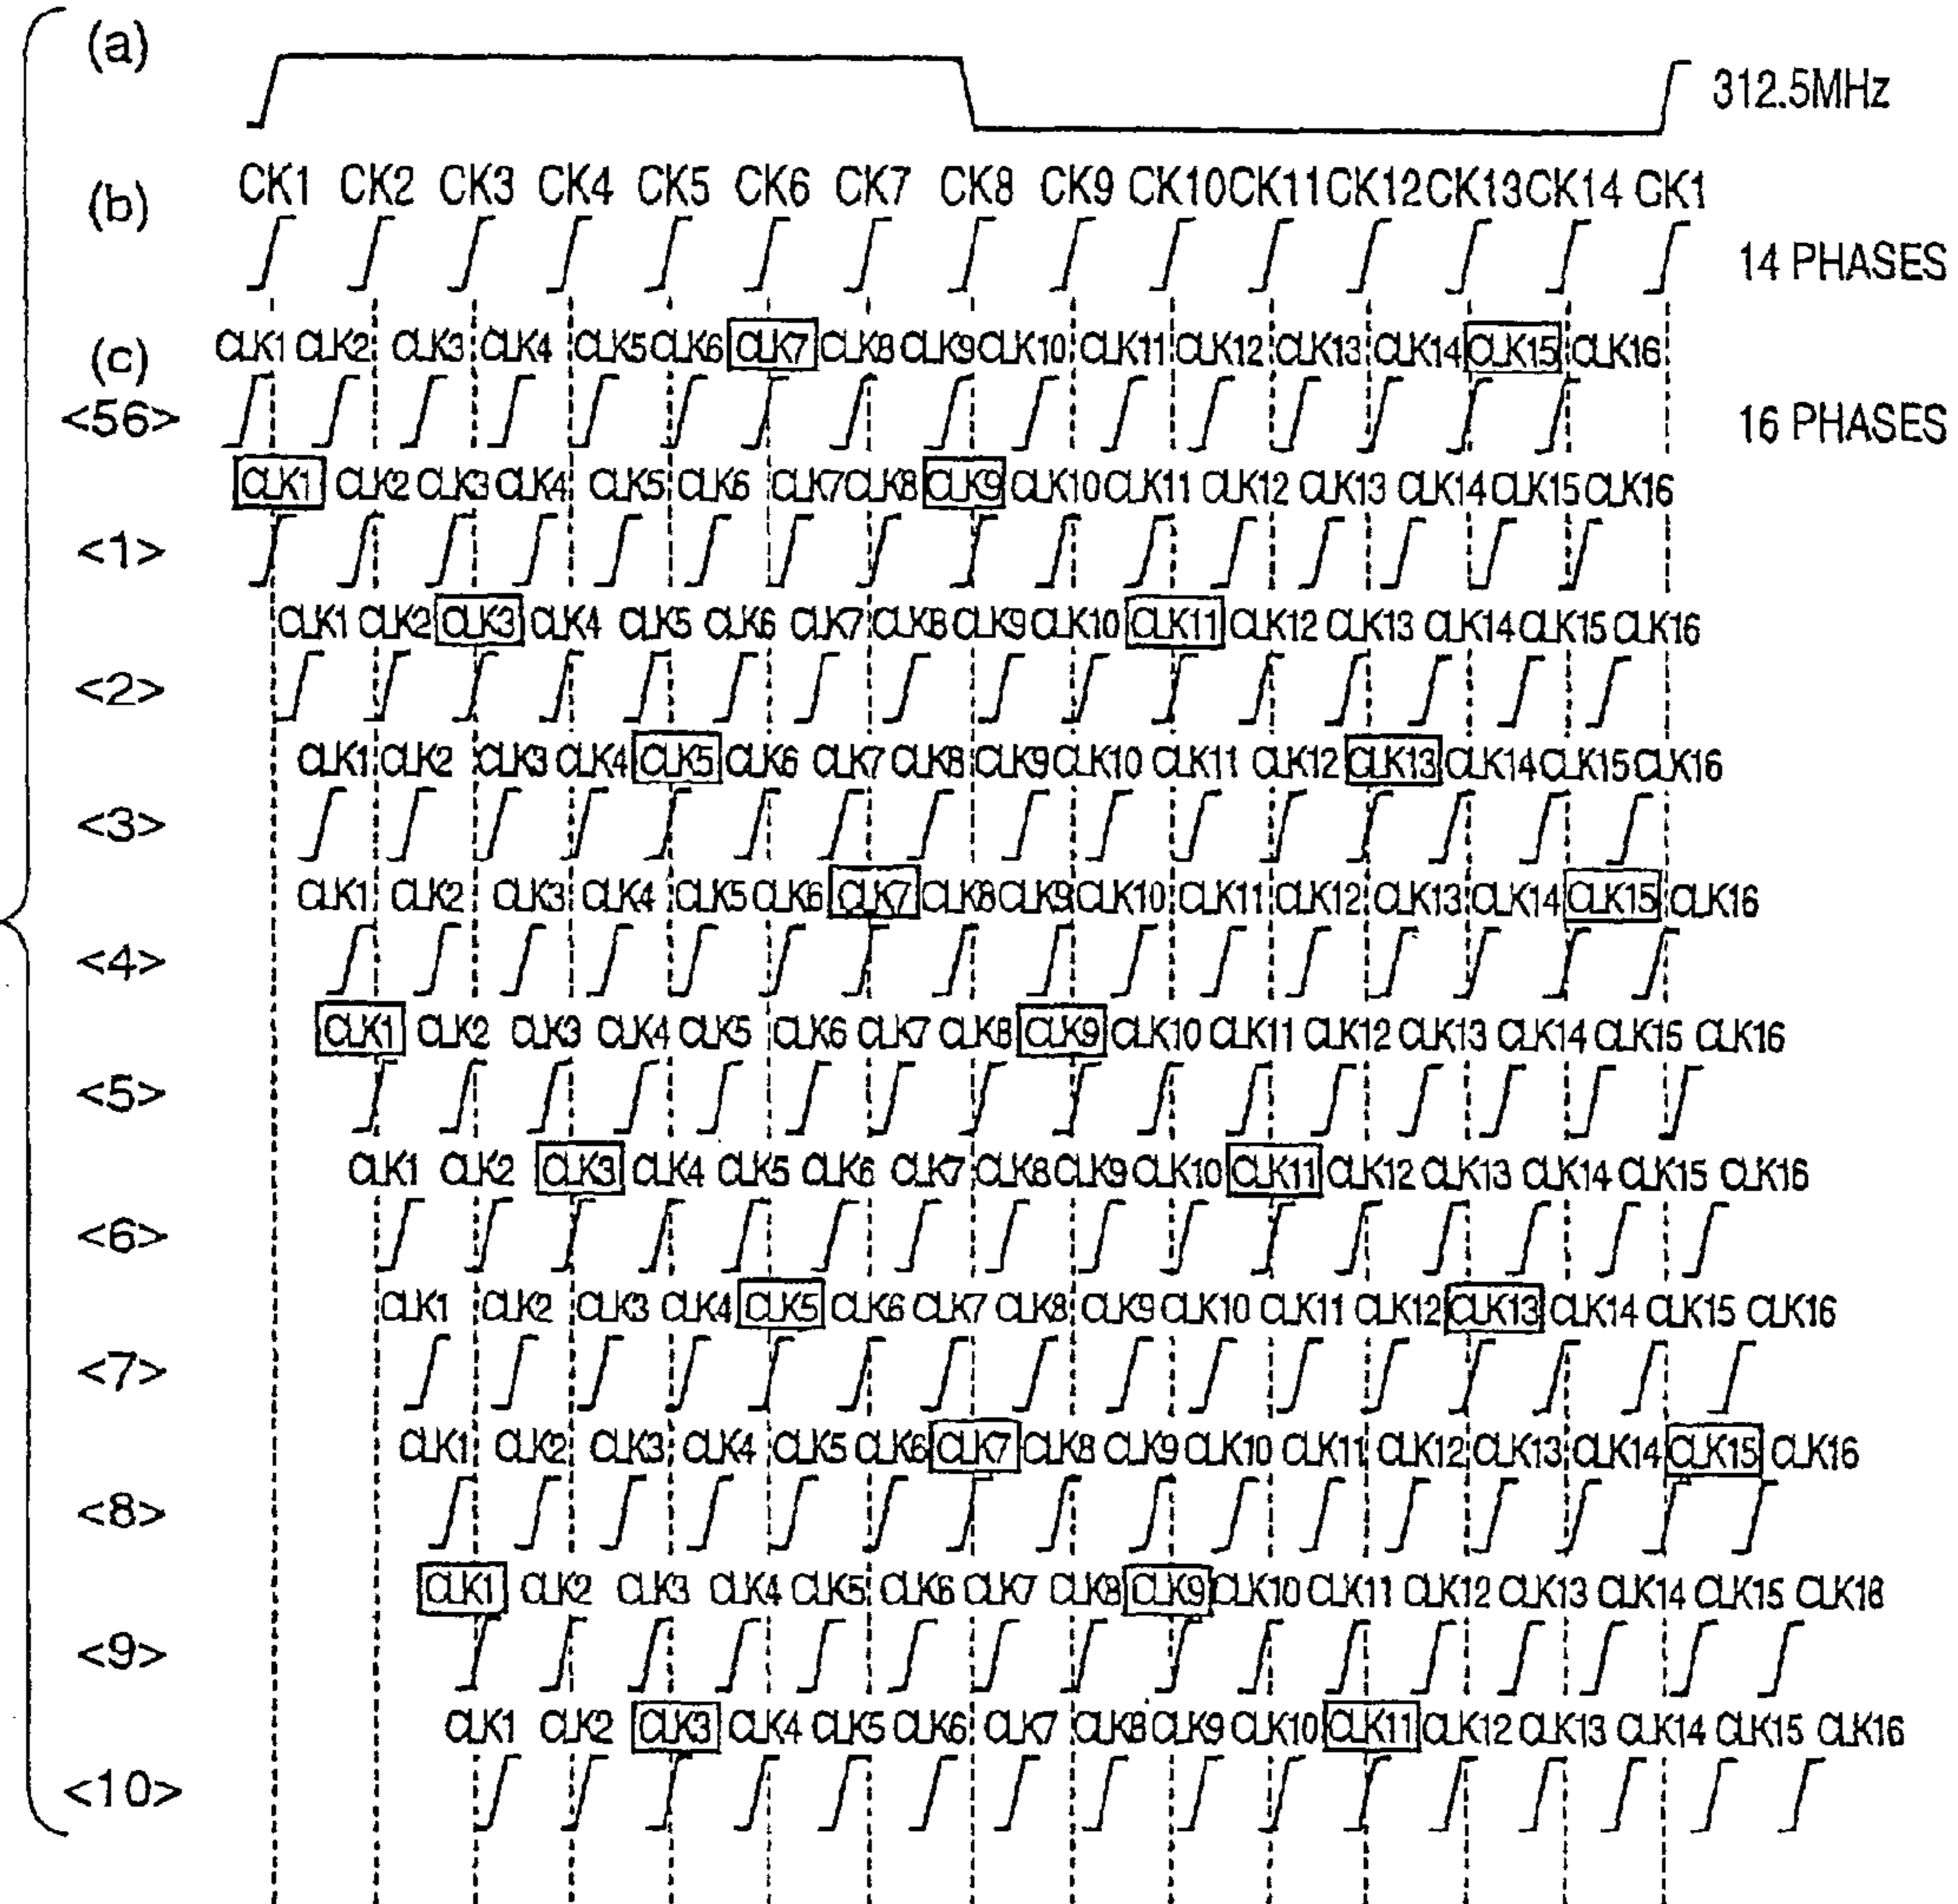 (a)
312.5MHz
(b)
CK1 CK2 CK3 CK4 CK5 CK6 CK7 CK8 CK9 CK10 CK11 CK12 CK13 CK14 CK1
14 PHASES
(c)
CLK1 CLK2 CLK3 CLK4 CLK5 CLK6 CLK7 CLK8 CLK9 CLK10 CLK11 CLK12 CLK13 CLK14 CLK15 CLK16
<56>
16 PHASES
CLK1 CLK2 CLK3 CLK4 CLK5 CLK6 CLK7 CLK8 CLK9 CLK10 CLK11 CLK12 CLK13 CLK14 CLK15 CLK16
<1>
CLK1 CLK2 CLK3 CLK4 CLK5 CLK6 CLK7 CLK8 CLK9 CLK10 CLK11 CLK12 CLK13 CLK14 CLK15 CLK16
<2>
CLK1 CLK2 CLK3 CLK4 CLK5 CLK6 CLK7 CLK8 CLK9 CLK10 CLK11 CLK12 CLK13 CLK14 CLK15 CLK16
<3>
CLK1 CLK2 CLK3 CLK4 CLK5 CLK6 CLK7 CLK8 CLK9 CLK10 CLK11 CLK12 CLK13 CLK14 CLK15 CLK16
<4>
CLK1 CLK2 CLK3 CLK4 CLK5 CLK6 CLK7 CLK8 CLK9 CLK10 CLK11 CLK12 CLK13 CLK14 CLK15 CLK16
<5>
CLK1 CLK2 CLK3 CLK4 CLK5 CLK6 CLK7 CLK8 CLK9 CLK10 CLK11 CLK12 CLK13 CLK14 CLK15 CLK16
<6>
CLK1 CLK2 CLK3 CLK4 CLK5 CLK6 CLK7 CLK8 CLK9 CLK10 CLK11 CLK12 CLK13 CLK14 CLK15 CLK16
<7>
CLK1 CLK2 CLK3 CLK4 CLK5 CLK6 CLK7 CLK8 CLK9 CLK10 CLK11 CLK12 CLK13 CLK14 CLK15 CLK16
<8>
CLK1 CLK2 CLK3 CLK4 CLK5 CLK6 CLK7 CLK8 CLK9 CLK10 CLK11 CLK12 CLK13 CLK14 CLK15 CLK16
<9>
CLK1 CLK2 CLK3 CLK4 CLK5 CLK6 CLK7 CLK8 CLK9 CLK10 CLK11 CLK12 CLK13 CLK14 CLK15 CLK16
<10>